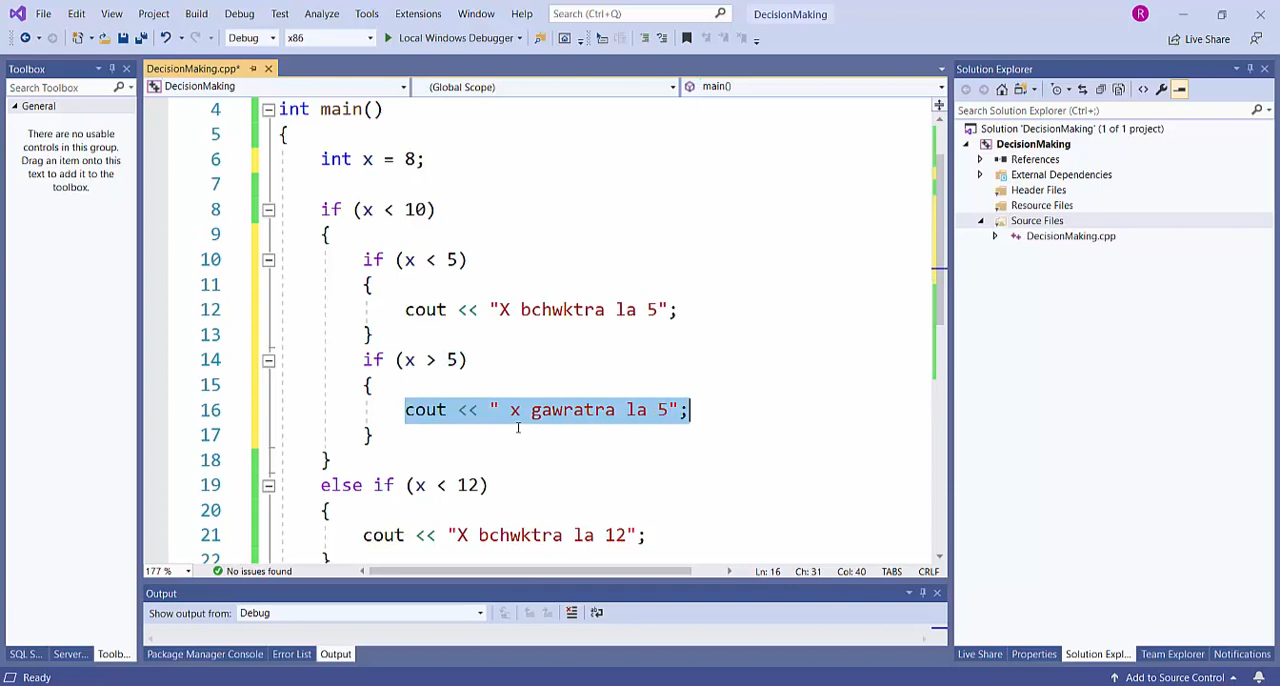 File Edit View Project Build Debug Test Analyze Tools Extensions Window Help Search (Ctrl+Q) DecisionMaking R
Debug x86 Local Windows Debugger Live Share
Toolbox
Search Toolbox
General
There are no usable
controls in this group.
Drag an item onto this
text to add it to the
toolbox.
DecisionMaking.cpp*
DecisionMaking (Global Scope) main()
4 int main()
5 {
6 int x = 8;
7
8 if (x < 10)
9 {
10 if (x < 5)
11 {
12 cout << "X bchwktra la 5";
13 }
14 if (x > 5)
15 {
16 cout << " x gawratra la 5";
17 }
18 }
19 else if (x < 12)
20 {
21 cout << "X bchwktra la 12";
22 }
177 % No issues found Ln: 16 Ch: 31 Col: 40 TABS CRLF
Output
Show output from: Debug
Solution Explorer
Search Solution Explorer (Ctrl+;)
Solution 'DecisionMaking' (1 of 1 project)
DecisionMaking
References
External Dependencies
Header Files
Resource Files
Source Files
DecisionMaking.cpp
SQL S... Server... Toolb... Package Manager Console Error List Output Live Share Properties Solution Expl... Team Explorer Notifications
Ready Add to Source Control